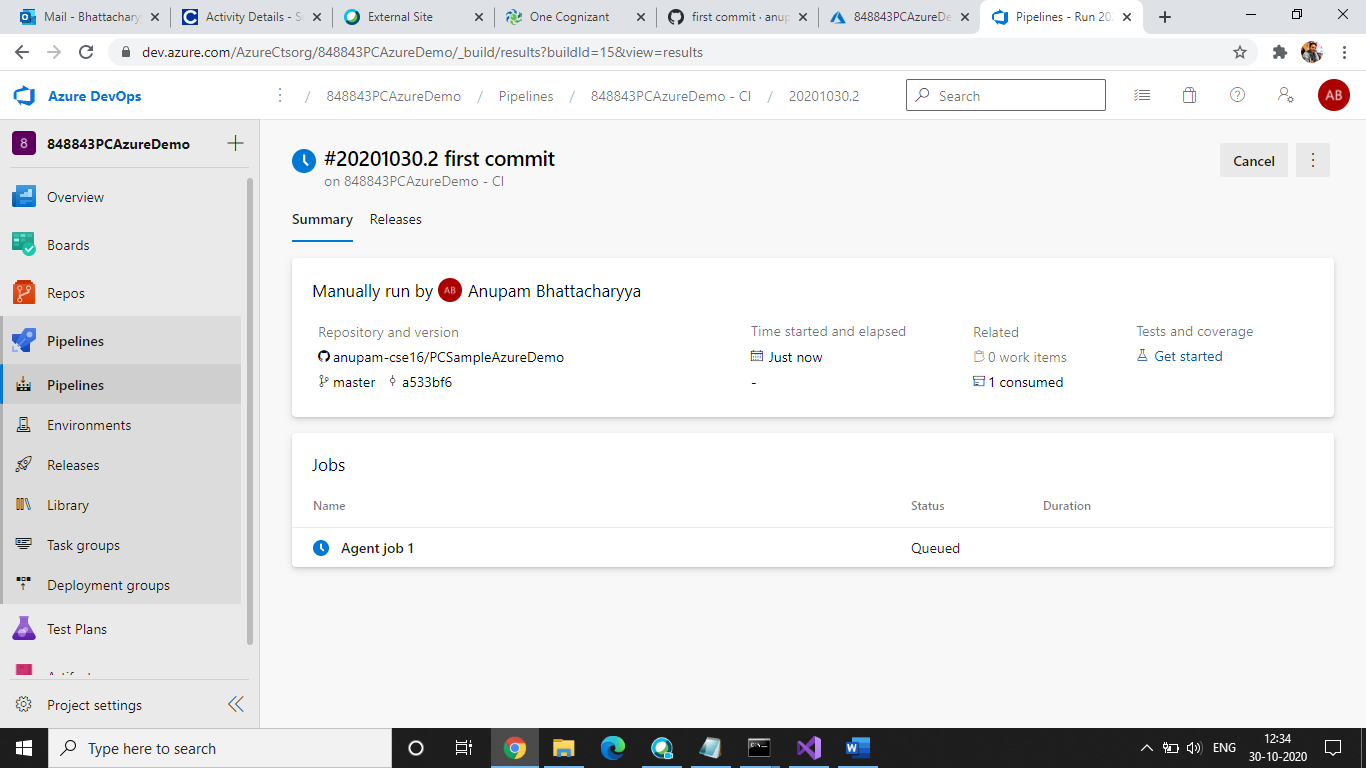 Mail - Bhattachary
Activity Details - S
External Site
One Cognizant
first commit · anup
848843PCAzureDe
Pipelines - Run 202
dev.azure.com/AzureCtsorg/848843PCAzureDemo/_build/results?buildId=15&view=results
Azure DevOps
/ 848843PCAzureDemo / Pipelines / 848843PCAzureDemo - CI / 20201030.2
Search
AB
8 848843PCAzureDemo
Overview
Boards
Repos
Pipelines
Pipelines
Environments
Releases
Library
Task groups
Deployment groups
Test Plans
Project settings
#20201030.2 first commit
on 848843PCAzureDemo - CI
Cancel
Summary Releases
Manually run by AB Anupam Bhattacharyya
Repository and version
anupam-cse16/PCSampleAzureDemo
master a533bf6
Time started and elapsed
Just now
-
Related
0 work items
1 consumed
Tests and coverage
Get started
Jobs
Name Status Duration
Agent job 1 Queued
Type here to search
ENG
12:34
30-10-2020